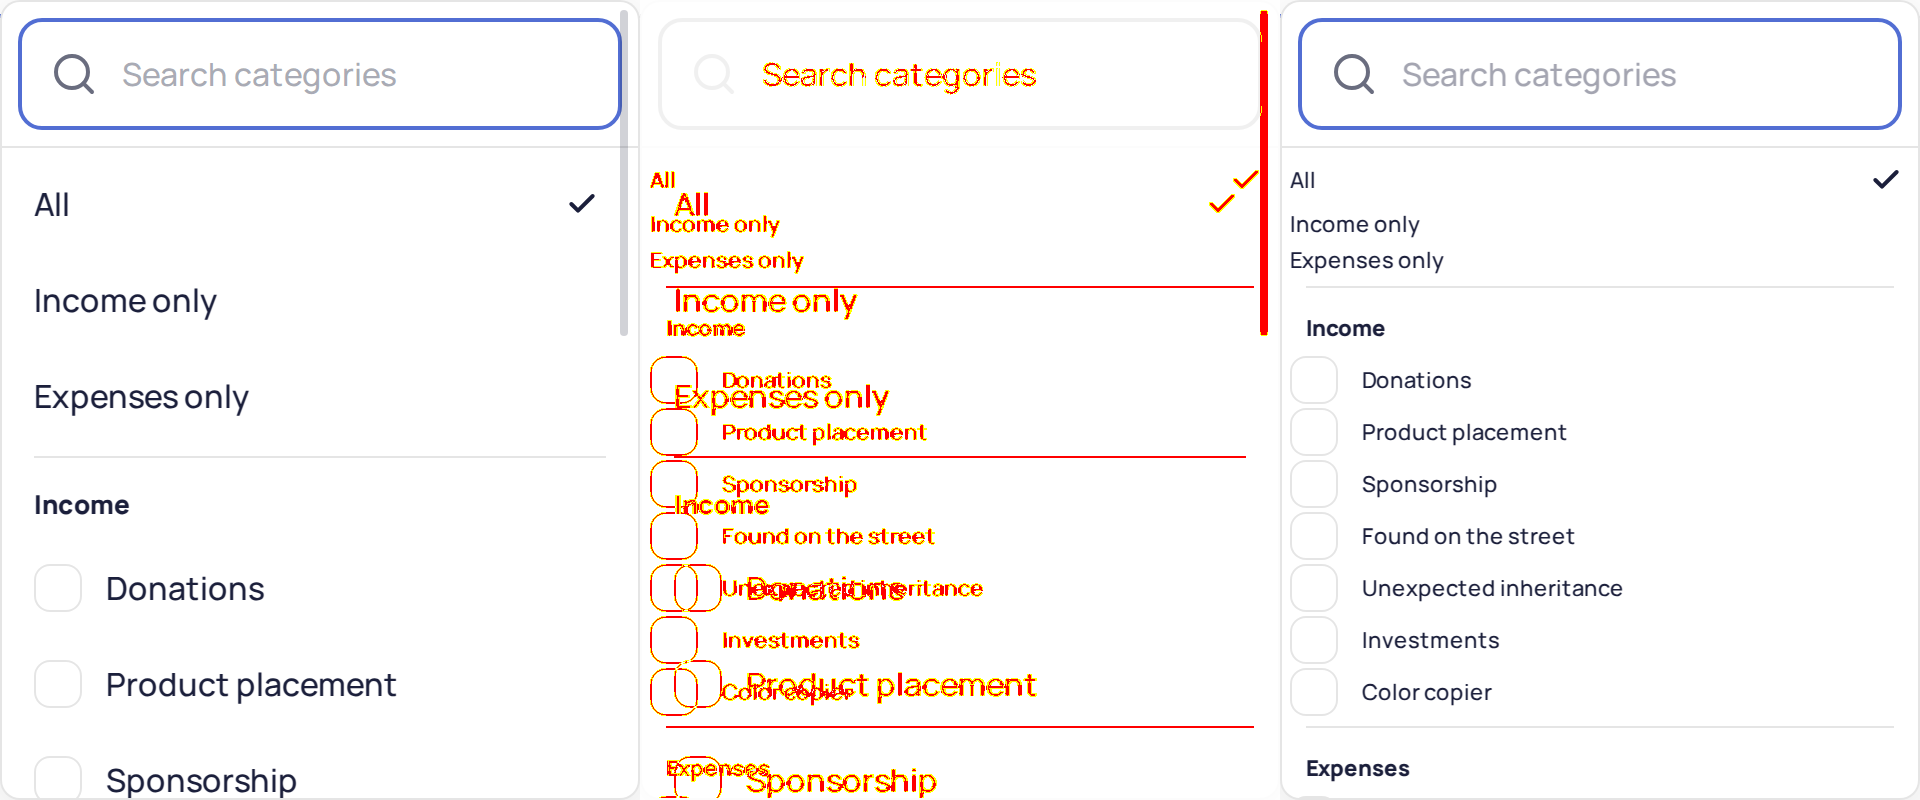 Search categories
All
Income only
Expenses only
Income
Donations
Product placement
Sponsorship
Search categories
All
All
Income only
Expenses only
Income only
Income
Donations
Expenses only
Product placement
Sponsorship
Income
Found on the street
Unexpected inheritance
Donations
Investments
Product placement
Color copier
Expenses
Sponsorship
Search categories
All
Income only
Expenses only
Income
Donations
Product placement
Sponsorship
Found on the street
Unexpected inheritance
Investments
Color copier
Expenses